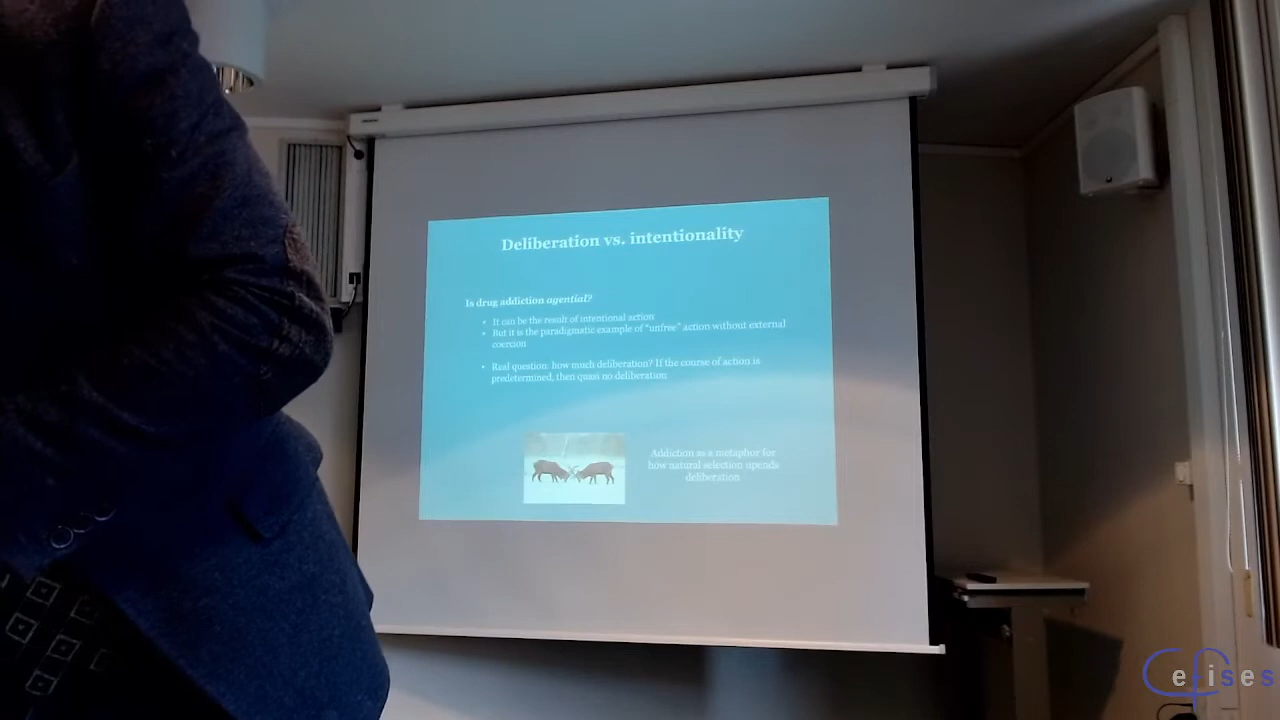 Deliberation vs. intentionality
Is drug addiction agential?
• It can be the result of intentional action
• But it is the paradigmatic example of "unfree" action without external
coercion
• Real question: how much deliberation? If the course of action is
predetermined, then quasi no deliberation
Addiction as a metaphor for
how natural selection upends
deliberation
Cefises